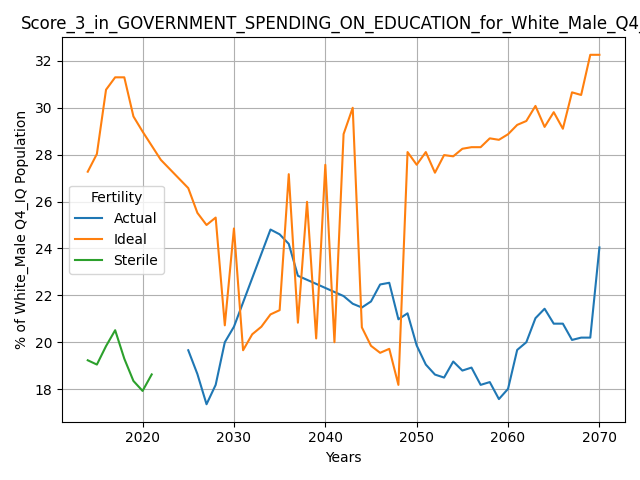 Score_3_in_GOVERNMENT_SPENDING_ON_EDUCATION_for_White_Male_Q4_
32
30
28
26
24
22
20
18
% of White_Male Q4_IQ Population
Fertility
Actual
Ideal
Sterile
2020 2030 2040 2050 2060 2070
Years